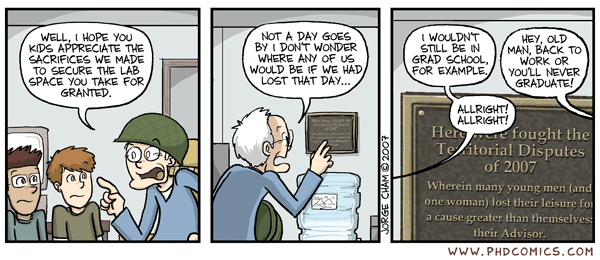 WELL, I HOPE YOU
KIDS APPRECIATE THE
SACRIFICES WE MADE
TO SECURE THE LAB
SPACE YOU TAKE FOR
GRANTED.
NOT A DAY GOES
BY I DON'T WONDER
WHERE ANY OF US
WOULD BE IF WE HAD
LOST THAT DAY...
JORGE CHAM © 2007
I WOULDN'T
STILL BE IN
GRAD SCHOOL,
FOR EXAMPLE.
HEY, OLD
MAN, BACK TO
WORK OR
YOU'LL NEVER
GRADUATE!
ALLRIGHT!
ALLRIGHT!
Here were fought the
Territorial Disputes
of 2007
Wherein many young men (and
one woman) lost their leisure for
a cause greater than themselves:
their Advisor.
WWW.PHDCOMICS.COM